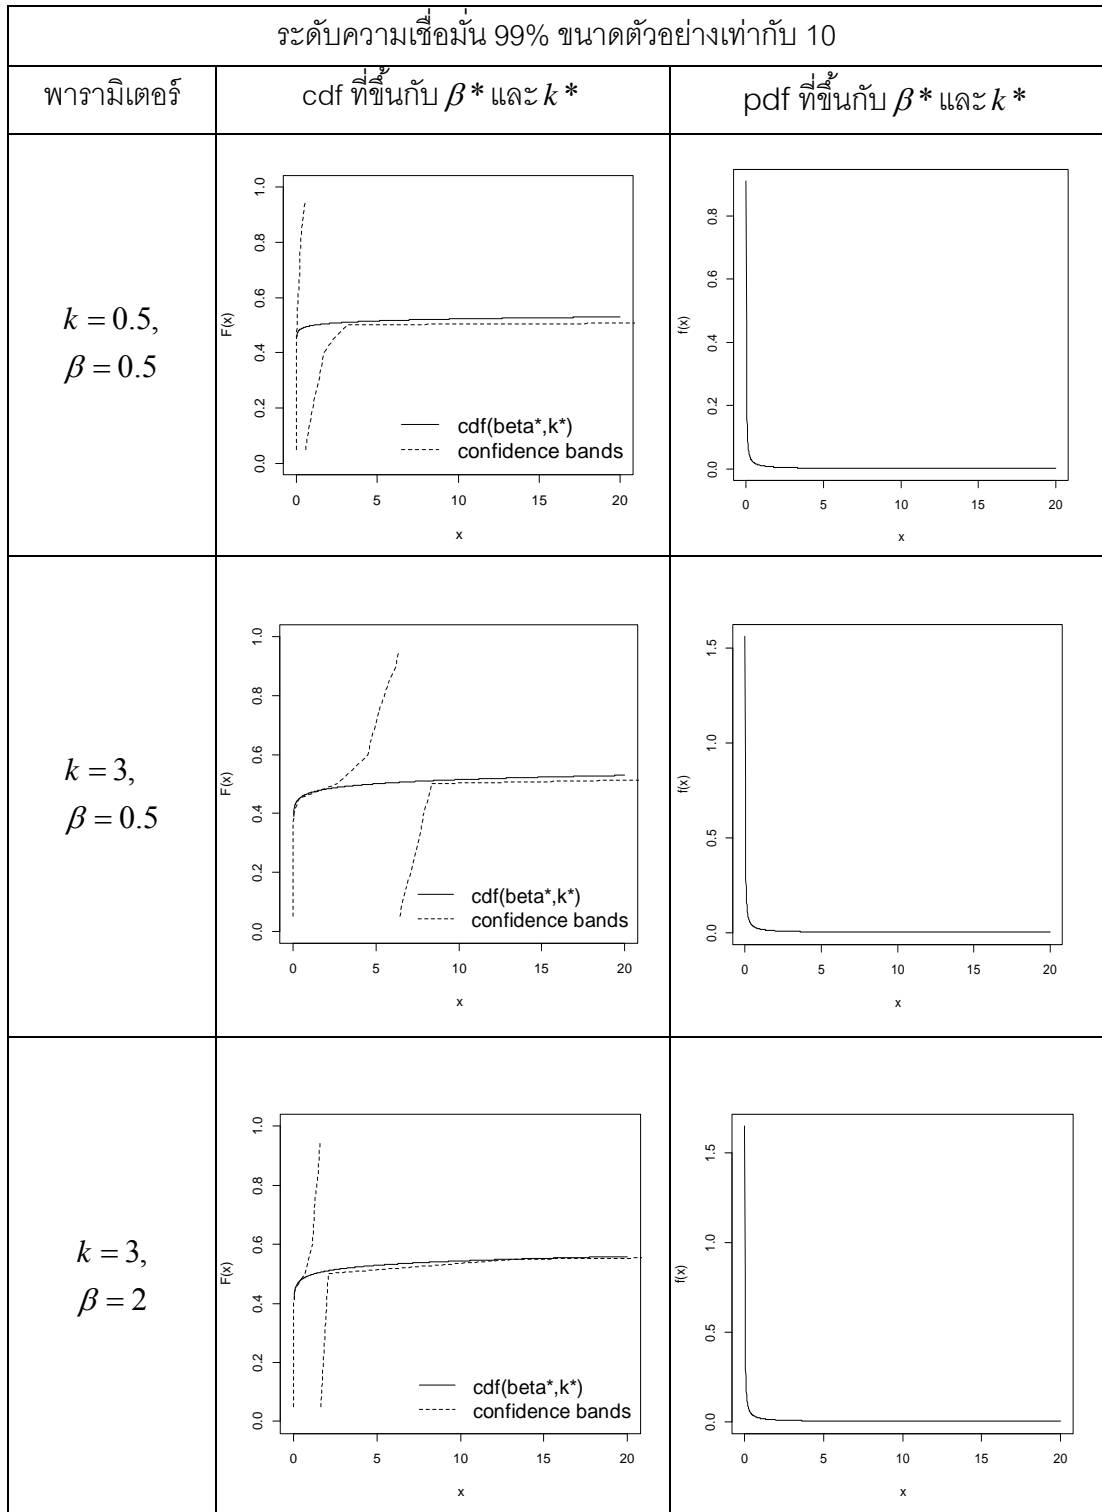 ระดับความเชื่อมั่น 99% ขนาดตัวอย่างเท่ากับ 10
พารามิเตอร์ cdf ที่ขึ้นกับ β* และ k* pdf ที่ขึ้นกับ β* และ k*
k = 0.5,
β = 0.5
F(x)
0.0 0.2 0.4 0.6 0.8 1.0
cdf(beta*,k*)
confidence bands
0 5 10 15 20
x
f(x)
0.0 0.2 0.4 0.6 0.8
0 5 10 15 20
x
k = 3,
β = 0.5
F(x)
0.0 0.2 0.4 0.6 0.8 1.0
cdf(beta*,k*)
confidence bands
0 5 10 15 20
x
f(x)
0.0 0.5 1.0 1.5
0 5 10 15 20
x
k = 3,
β = 2
F(x)
0.0 0.2 0.4 0.6 0.8 1.0
cdf(beta*,k*)
confidence bands
0 5 10 15 20
x
f(x)
0.0 0.5 1.0 1.5
0 5 10 15 20
x